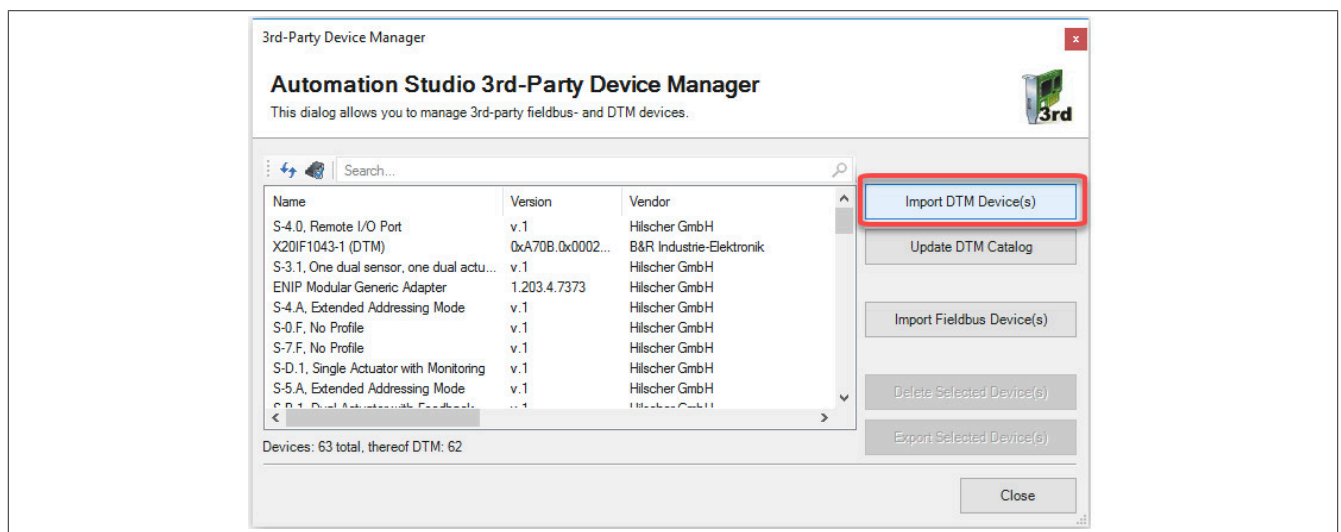 3rd-Party Device Manager
x
Automation Studio 3rd-Party Device Manager
This dialog allows you to manage 3rd-party fieldbus- and DTM devices.
3rd
Search...
Name Version Vendor
S-4.0, Remote I/O Port v.1 Hilscher GmbH
X20IF1043-1 (DTM) 0xA70B.0x0002... B&R Industrie-Elektronik
S-3.1, One dual sensor, one dual actu... v.1 Hilscher GmbH
ENIP Modular Generic Adapter 1.203.4.7373 Hilscher GmbH
S-4.A, Extended Addressing Mode v.1 Hilscher GmbH
S-0.F, No Profile v.1 Hilscher GmbH
S-7.F, No Profile v.1 Hilscher GmbH
S-D.1, Single Actuator with Monitoring v.1 Hilscher GmbH
S-5.A, Extended Addressing Mode v.1 Hilscher GmbH
Devices: 63 total, thereof DTM: 62
Import DTM Device(s)
Update DTM Catalog
Import Fieldbus Device(s)
Delete Selected Device(s)
Export Selected Device(s)
Close